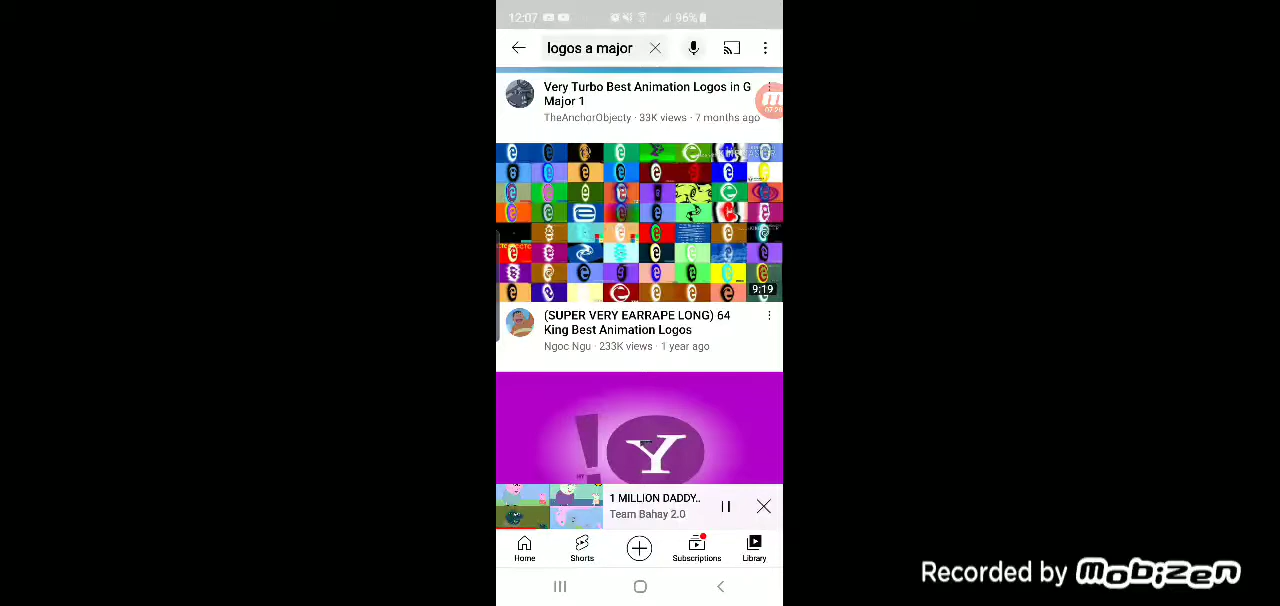 12:07
96%
logos a major
Very Turbo Best Animation Logos in G
Major 1
TheAnchorObjecty · 33K views · 7 months ago
9:19
(SUPER VERY EARRAPE LONG) 64
King Best Animation Logos
Ngoc Ngu · 233K views · 1 year ago
! Y
1 MILLION DADDY..
Team Bahay 2.0
Home
Shorts
Subscriptions
Library
Recorded by mobizen